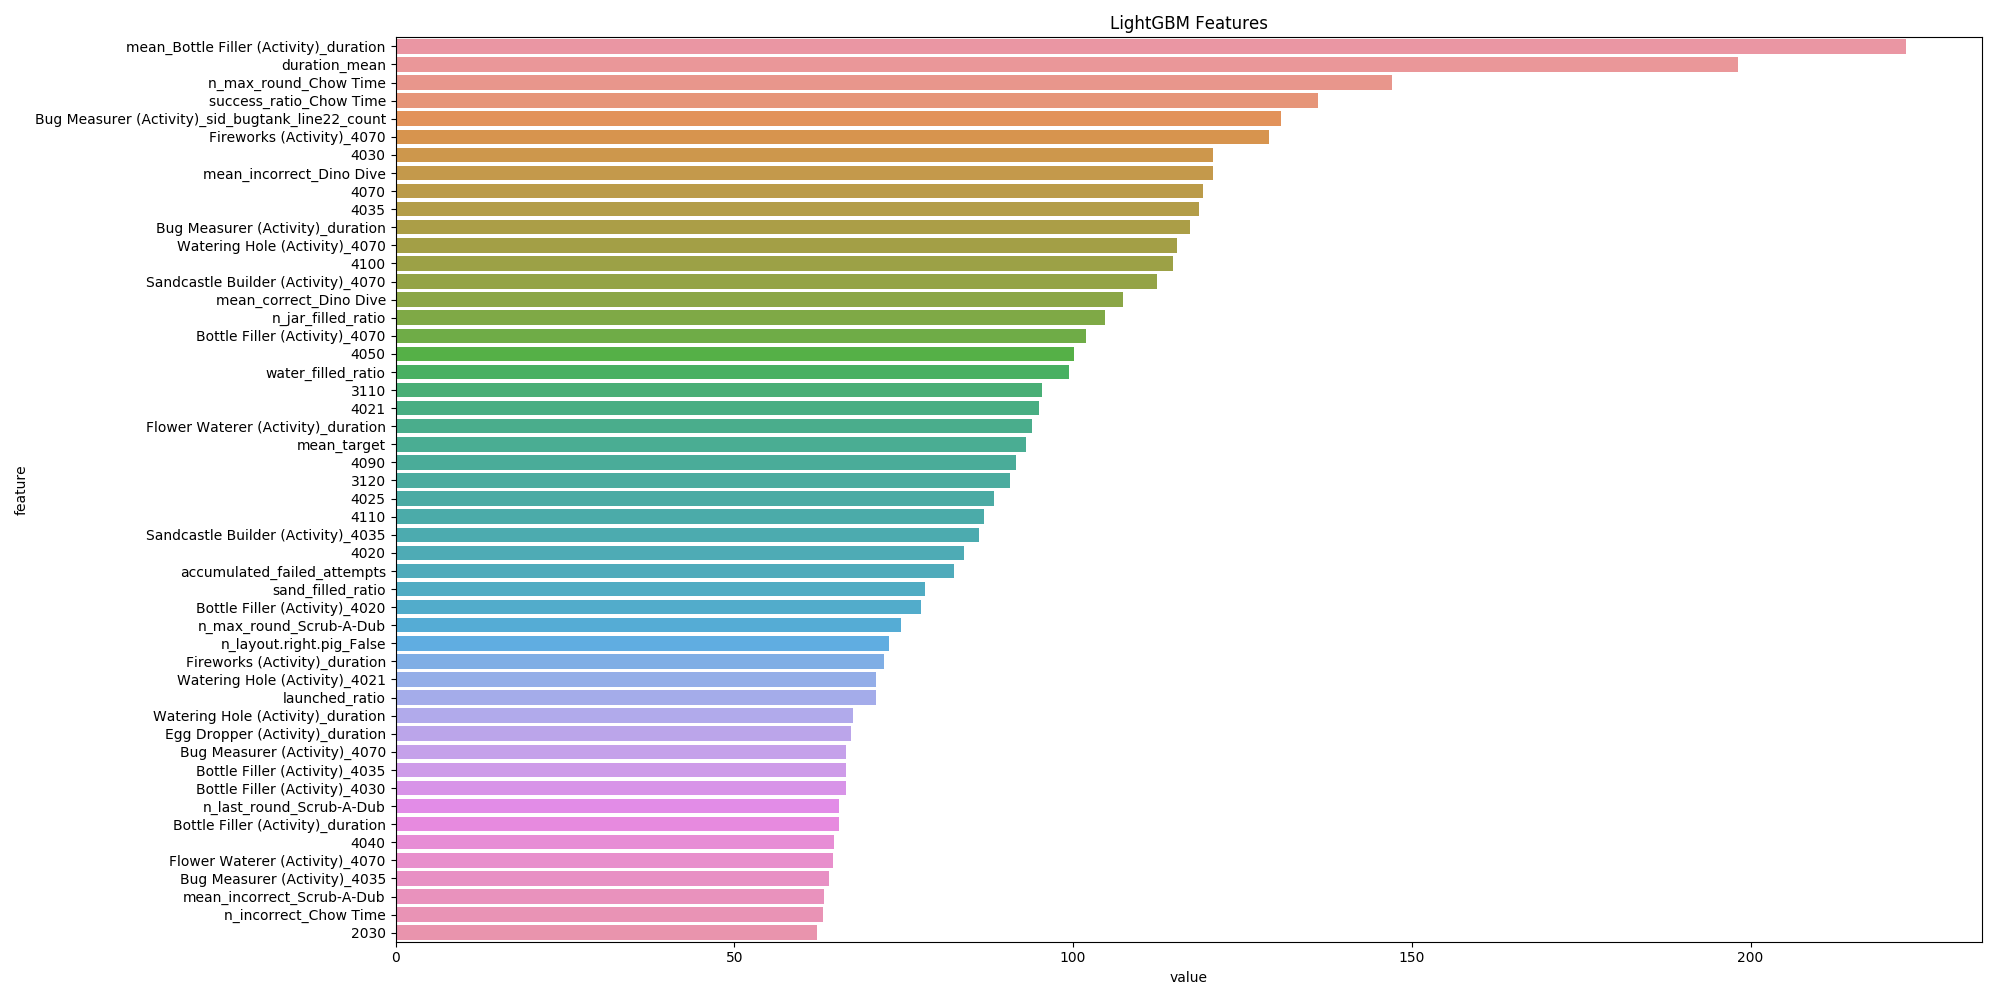 LightGBM Features
mean_Bottle Filler (Activity)_duration
duration_mean
n_max_round_Chow Time
success_ratio_Chow Time
Bug Measurer (Activity)_sid_bugtank_line22_count
Fireworks (Activity)_4070
4030
mean_incorrect_Dino Dive
4070
4035
Bug Measurer (Activity)_duration
Watering Hole (Activity)_4070
4100
Sandcastle Builder (Activity)_4070
mean_correct_Dino Dive
n_jar_filled_ratio
Bottle Filler (Activity)_4070
4050
water_filled_ratio
3110
4021
Flower Waterer (Activity)_duration
mean_target
4090
3120
4025
4110
Sandcastle Builder (Activity)_4035
4020
accumulated_failed_attempts
sand_filled_ratio
Bottle Filler (Activity)_4020
n_max_round_Scrub-A-Dub
n_layout.right.pig_False
Fireworks (Activity)_duration
Watering Hole (Activity)_4021
launched_ratio
Watering Hole (Activity)_duration
Egg Dropper (Activity)_duration
Bug Measurer (Activity)_4070
Bottle Filler (Activity)_4035
Bottle Filler (Activity)_4030
n_last_round_Scrub-A-Dub
Bottle Filler (Activity)_duration
4040
Flower Waterer (Activity)_4070
Bug Measurer (Activity)_4035
mean_incorrect_Scrub-A-Dub
n_incorrect_Chow Time
2030
feature
0 50 100 150 200
value